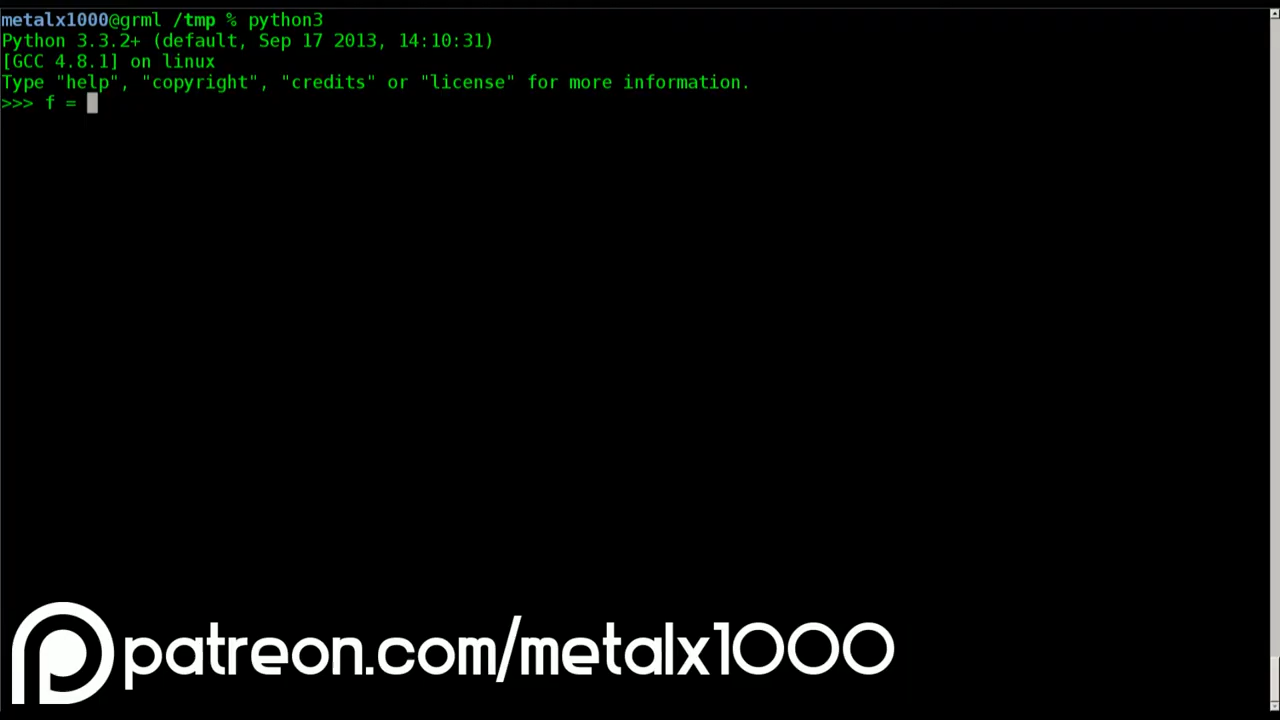 metalx1000@grml /tmp % python3
Python 3.3.2+ (default, Sep 17 2013, 14:10:31)
[GCC 4.8.1] on linux
Type "help", "copyright", "credits" or "license" for more information.
>>> f =
patreon.com/metalx1000